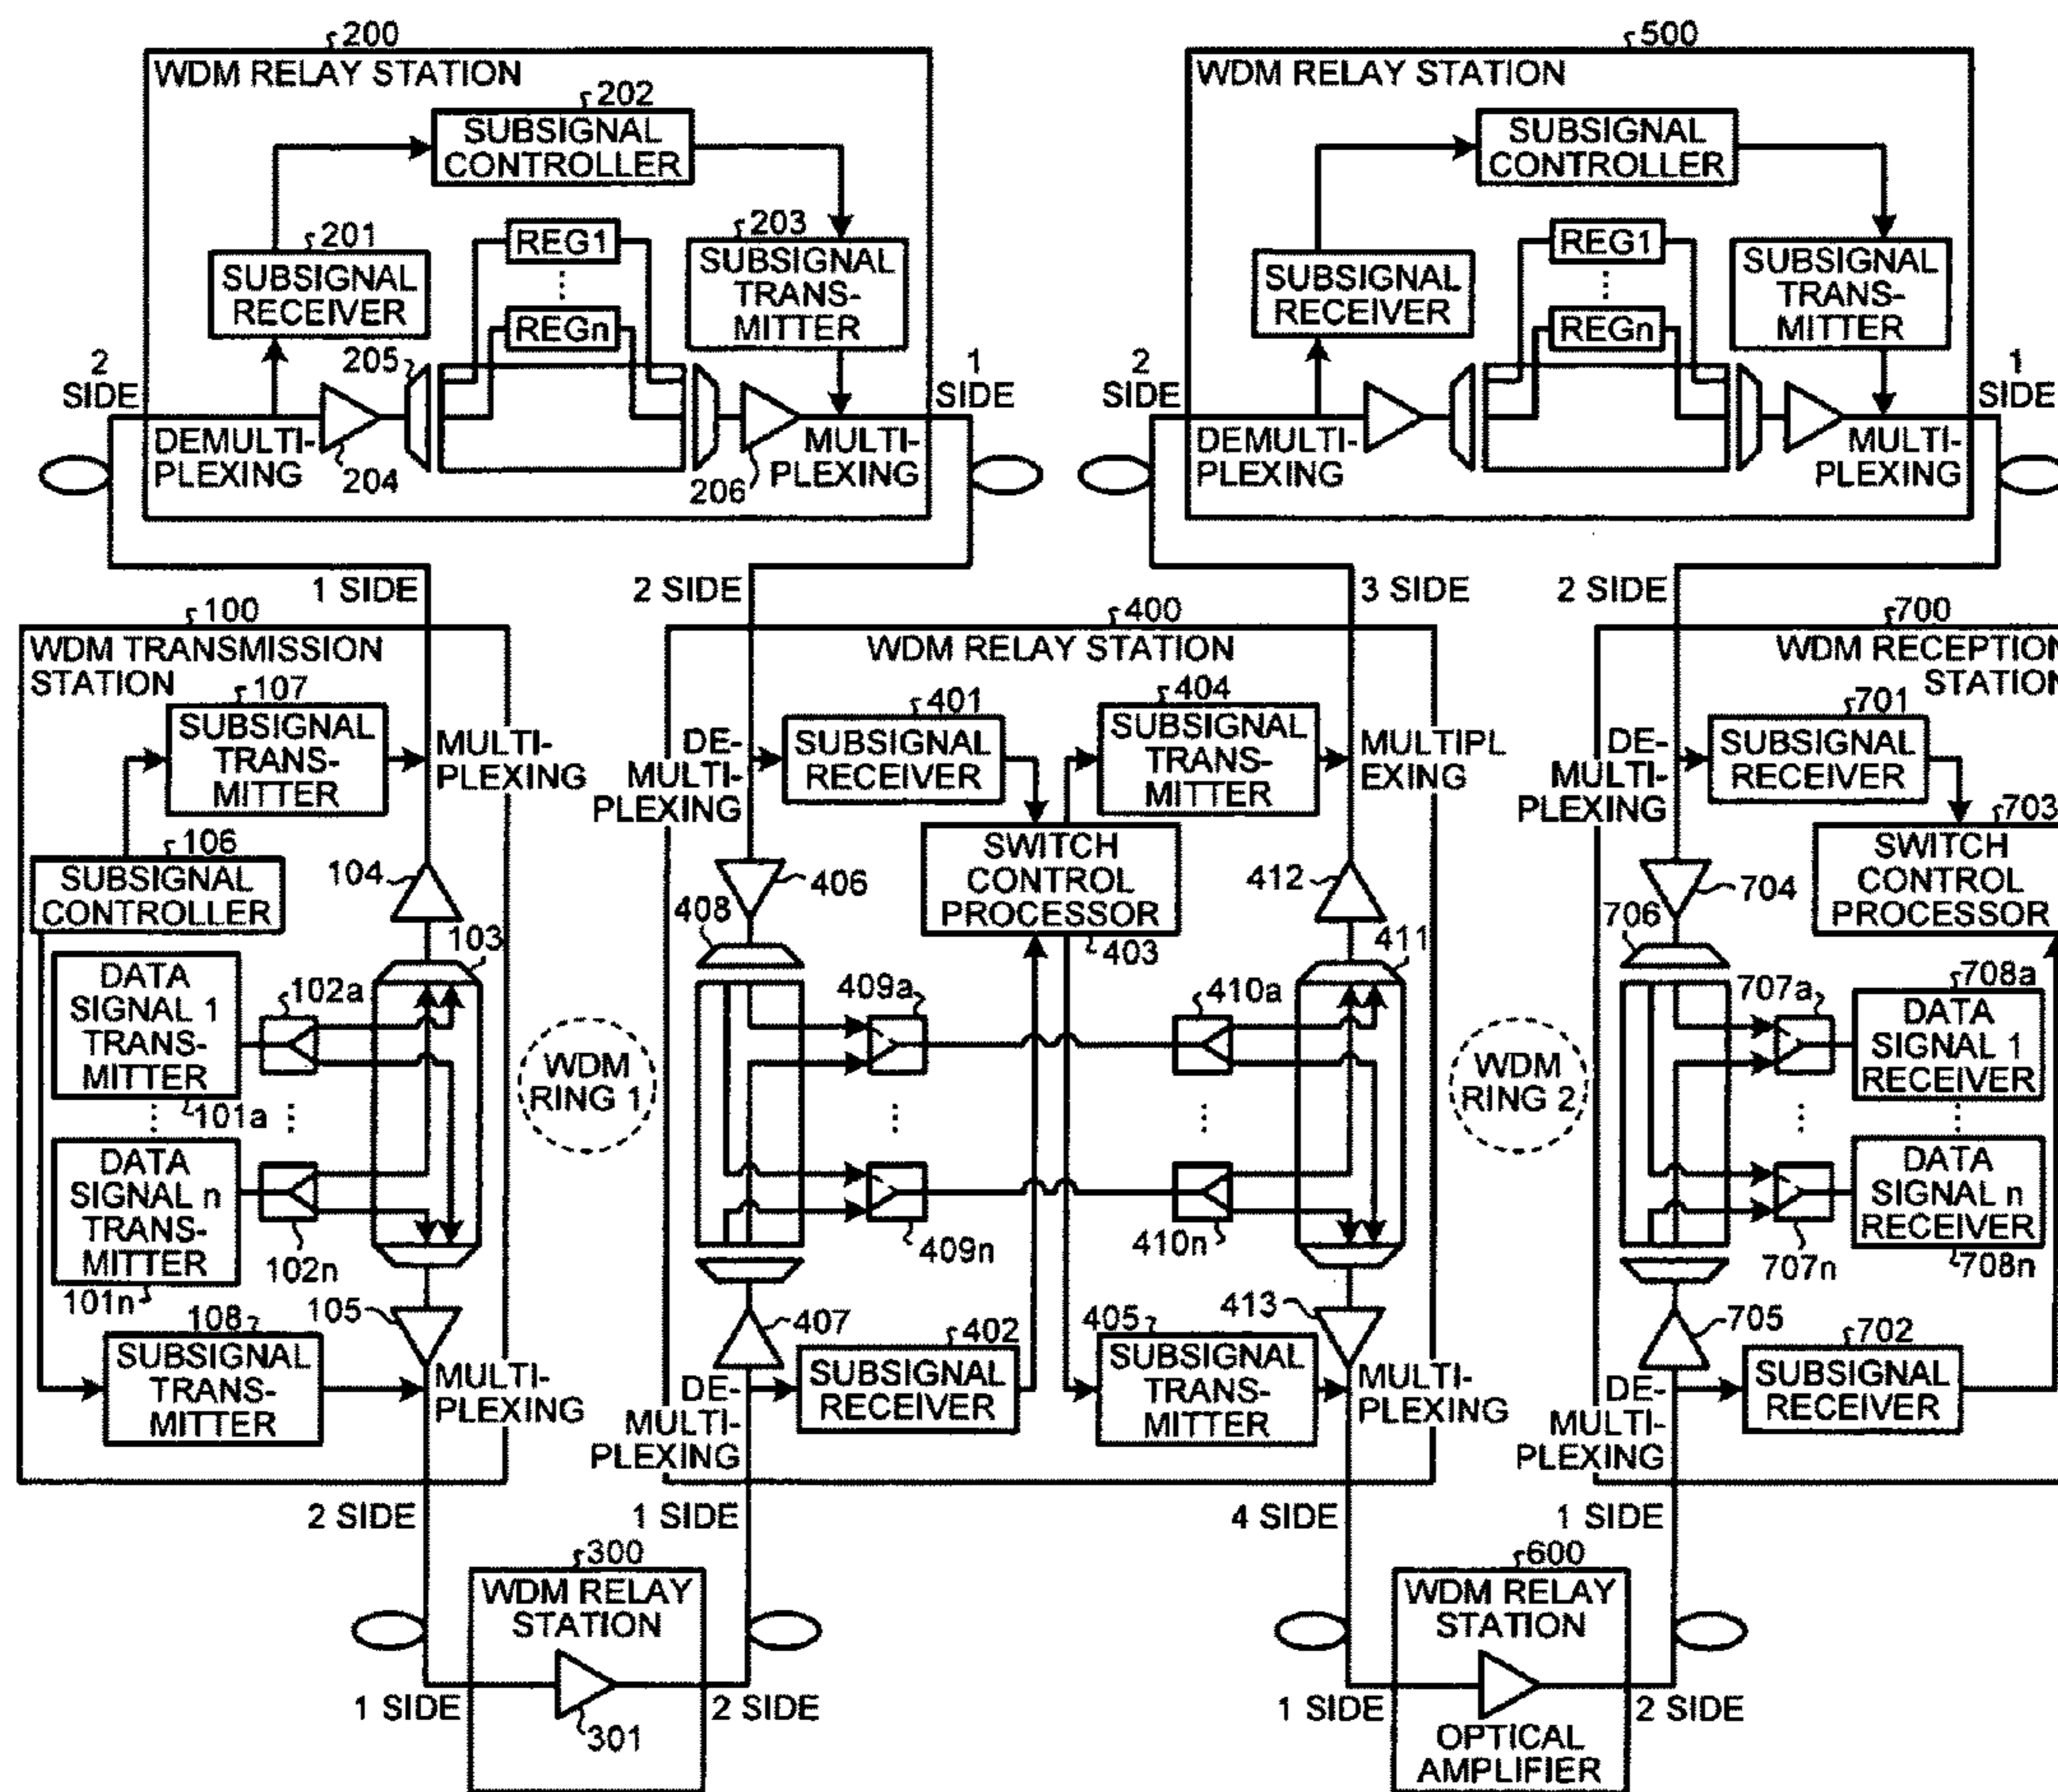 200
WDM RELAY STATION
202
SUBSIGNAL
CONTROLLER
201
SUBSIGNAL
RECEIVER
REG1
REGn
203
SUBSIGNAL
TRANS-
MITTER
205
2
SIDE
1
SIDE
DEMULTI-
PLEXING
204
206
MULTI-
PLEXING
500
WDM RELAY STATION
SUBSIGNAL
CONTROLLER
SUBSIGNAL
RECEIVER
REG1
REGn
SUBSIGNAL
TRANS-
MITTER
2
SIDE
1
SIDE
DEMULTI-
PLEXING
MULTI-
PLEXING
1 SIDE
2 SIDE
3 SIDE
2 SIDE
100
WDM TRANSMISSION
STATION
107
SUBSIGNAL
TRANS-
MITTER
MULTI-
PLEXING
106
SUBSIGNAL
CONTROLLER
104
103
DATA
SIGNAL 1
TRANS-
MITTER
101a
102a
DATA
SIGNAL n
TRANS-
MITTER
101n
102n
105
108
SUBSIGNAL
TRANS-
MITTER
MULTI-
PLEXING
WDM
RING 1
400
WDM RELAY STATION
DE-
MULTI-
PLEXING
401
SUBSIGNAL
RECEIVER
404
SUBSIGNAL
TRANS-
MITTER
MULTIPL
EXING
406
408
SWITCH
CONTROL
PROCESSOR
403
412
411
409a
410a
409n
410n
407
402
SUBSIGNAL
RECEIVER
DE-
MULTI-
PLEXING
405
SUBSIGNAL
TRANS-
MITTER
413
MULTI-
PLEXING
WDM
RING 2
700
WDM RECEPTION
STATION
DE-
MULTI-
PLEXING
701
SUBSIGNAL
RECEIVER
703
SWITCH
CONTROL
PROCESSOR
704
706
707a
708a
DATA
SIGNAL 1
RECEIVER
DATA
SIGNAL n
RECEIVER
707n
708n
705
702
SUBSIGNAL
RECEIVER
DE-
MULTI-
PLEXING
2 SIDE
1 SIDE
4 SIDE
1 SIDE
300
WDM RELAY
STATION
301
1 SIDE
2 SIDE
600
WDM RELAY
STATION
OPTICAL
AMPLIFIER
1 SIDE
2 SIDE